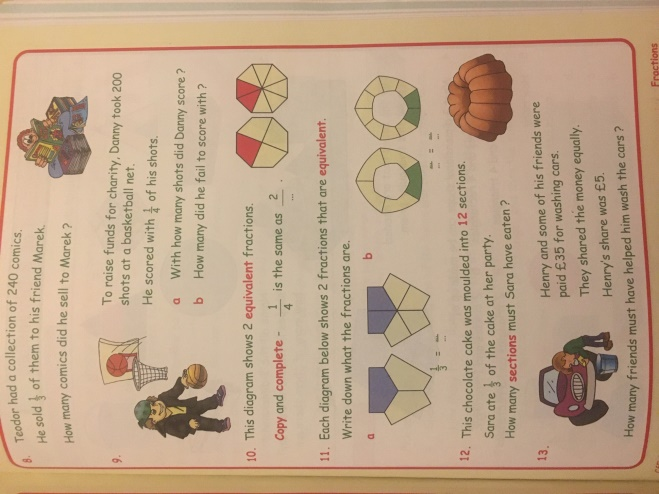 8. Teodor had a collection of 240 comics.
He sold 1/3 of them to his friend Marek.
How many comics did he sell to Marek ?
9. To raise funds for charity, Danny took 200
shots at a basketball net.
He scored with 1/4 of his shots.
a With how many shots did Danny score ?
b How many did he fail to score with ?
10. This diagram shows 2 equivalent fractions.
Copy and complete - 1/4 is the same as 2/... .
11. Each diagram below shows 2 fractions that are equivalent.
Write down what the fractions are.
a
b
1/3 = .../...
.../... = .../...
12. This chocolate cake was moulded into 12 sections.
Sara ate 1/3 of the cake at her party.
How many sections must Sara have eaten ?
13. Henry and some of his friends were
paid £35 for washing cars.
They shared the money equally.
Henry's share was £5.
How many friends must have helped him wash the cars ?
Fractions